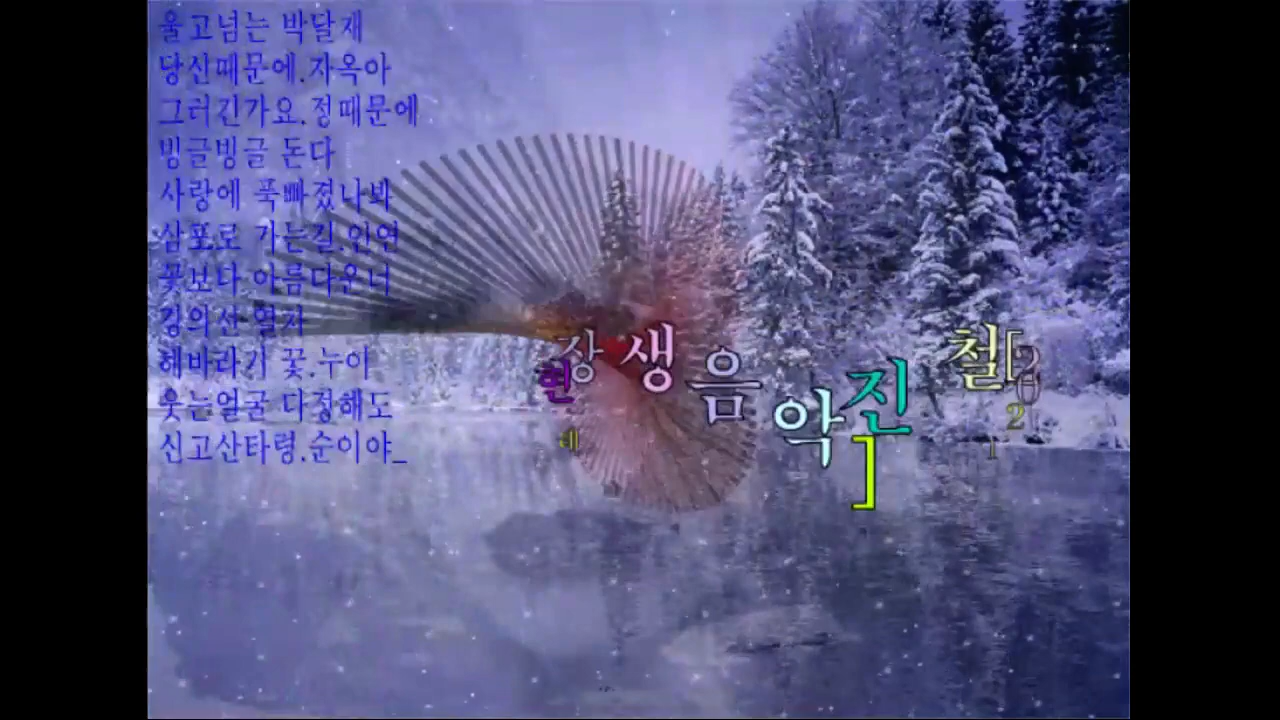 울고넘는 박달재
당신때문에.자옥아
그러긴가요.정때문에
빙글빙글 돈다
사랑에 푹빠졌나봐
삼포로 가는길.인연
꽃보다 아름다운너
강의선 열차
해바라기 꽃.누이
웃는얼굴 다정해도
신고산타령.순이야_
장 생 음 악 진 철 [
2
1
]